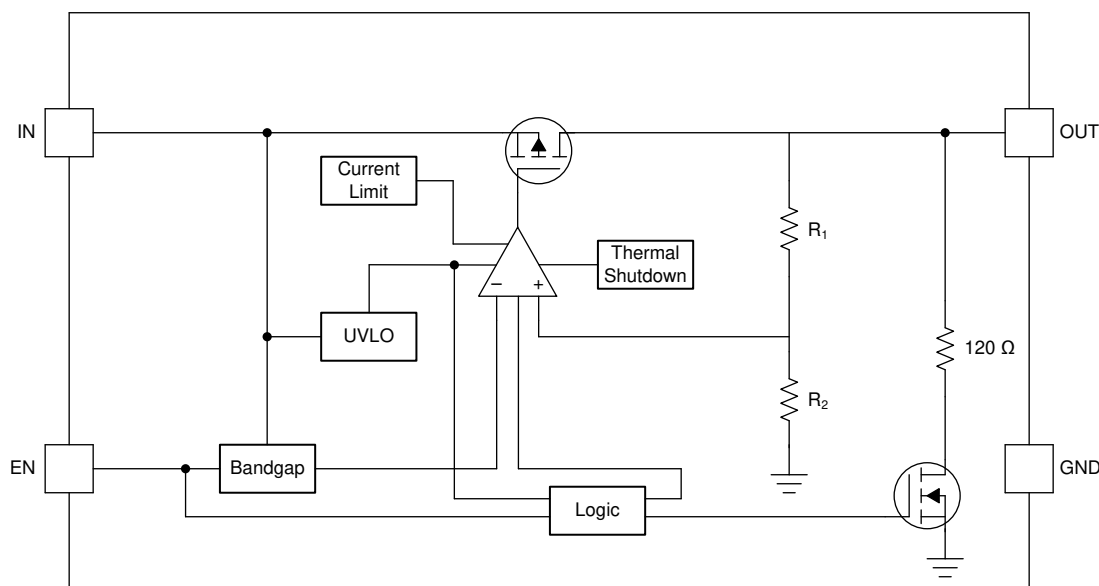 IN
OUT
Current
Limit
R₁
Thermal
Shutdown
− +
UVLO
120 Ω
R₂
EN
Bandgap
GND
Logic